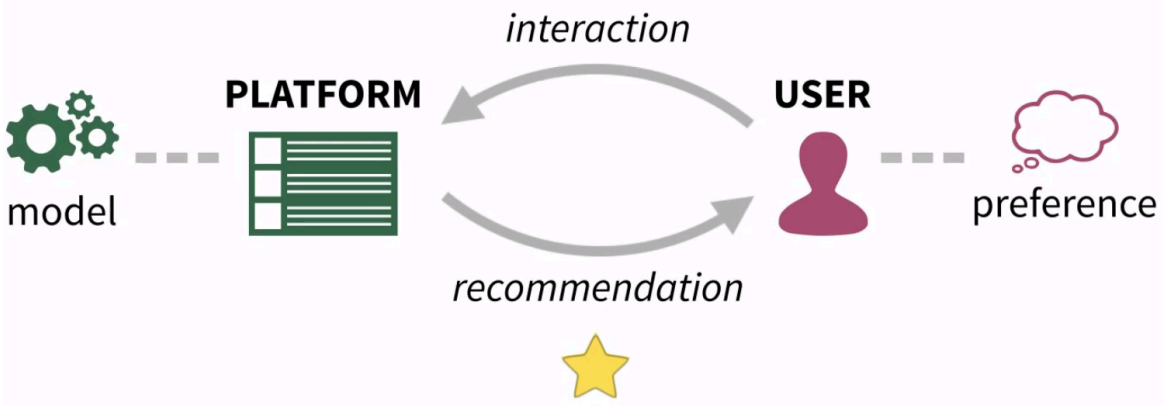 interaction
PLATFORM
USER
model
preference
recommendation